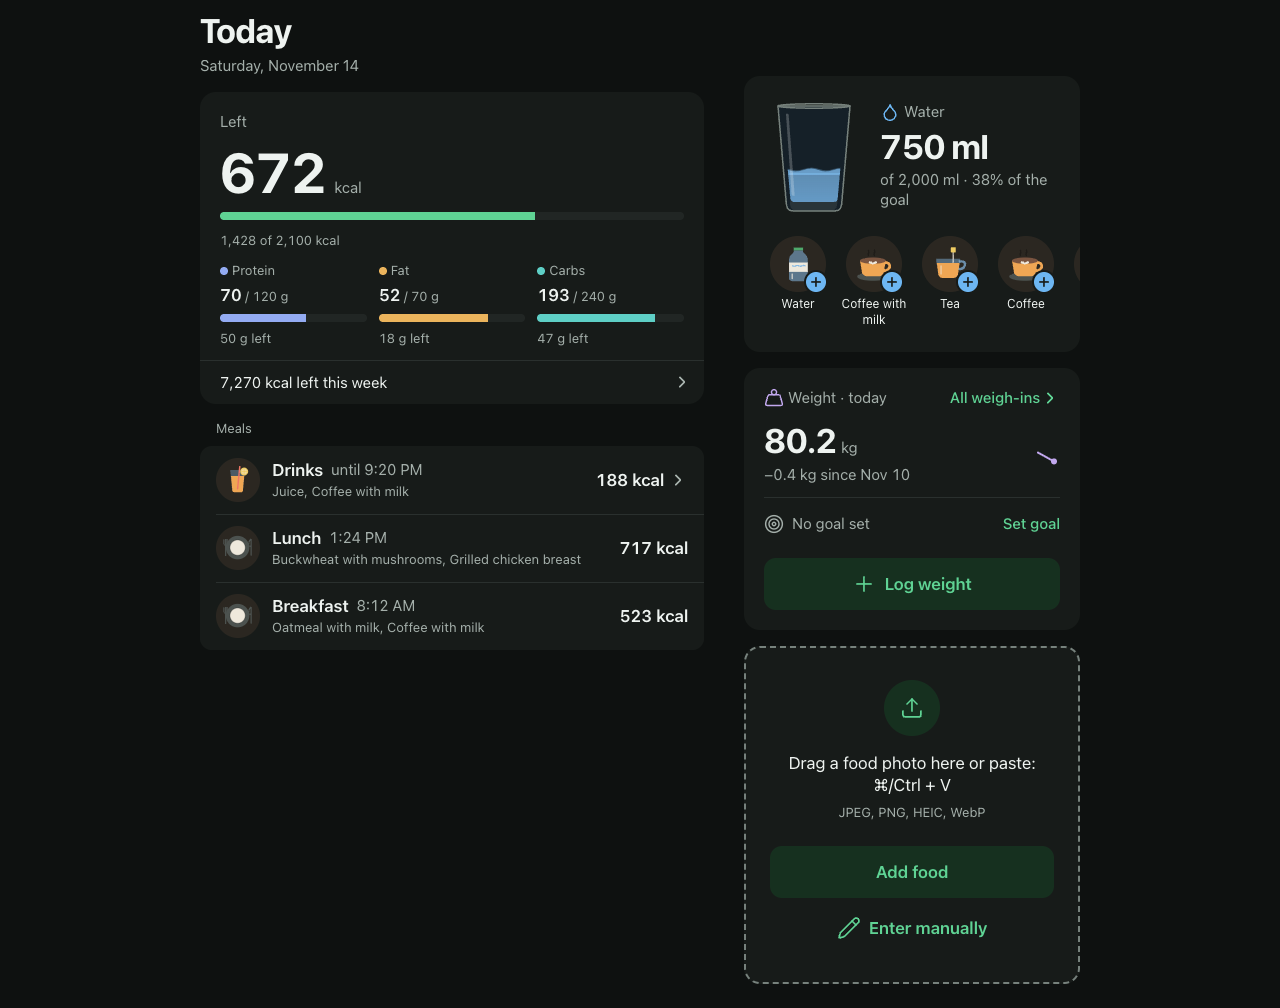 Today
Saturday, November 14
Left
672 kcal
1,428 of 2,100 kcal
Protein
70 / 120 g
50 g left
Fat
52 / 70 g
18 g left
Carbs
193 / 240 g
47 g left
7,270 kcal left this week
Meals
Drinks until 9:20 PM
Juice, Coffee with milk
188 kcal
Lunch 1:24 PM
Buckwheat with mushrooms, Grilled chicken breast
717 kcal
Breakfast 8:12 AM
Oatmeal with milk, Coffee with milk
523 kcal
Water
750 ml
of 2,000 ml · 38% of the
goal
Water
Coffee with
milk
Tea
Coffee
Weight · today
All weigh-ins
80.2 kg
−0.4 kg since Nov 10
No goal set
Set goal
Log weight
Drag a food photo here or paste:
⌘/Ctrl + V
JPEG, PNG, HEIC, WebP
Add food
Enter manually